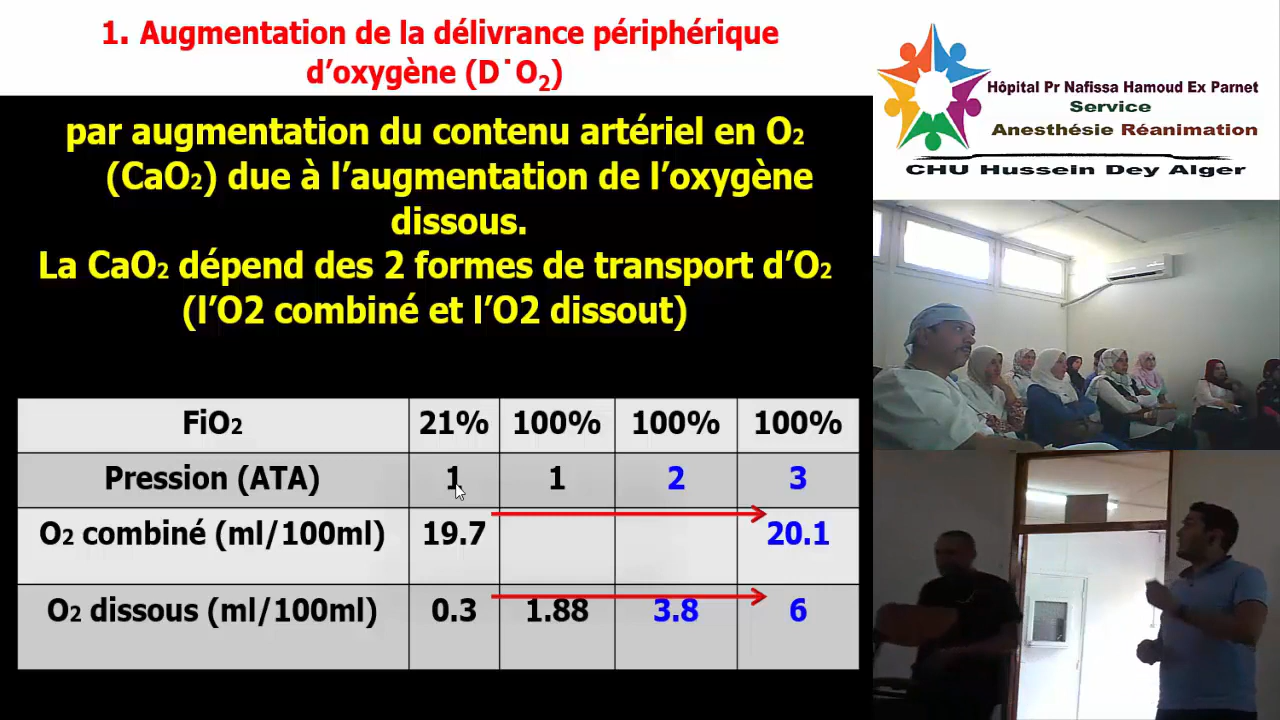 1. Augmentation de la délivrance périphérique
d’oxygène (D˙O₂)
par augmentation du contenu artériel en O₂
(CaO₂) due à l’augmentation de l’oxygène
dissous.
La CaO₂ dépend des 2 formes de transport d’O₂
(l’O2 combiné et l’O2 dissout)
FiO₂ 21% 100% 100% 100%
Pression (ATA) 1 1 2 3
O₂ combiné (ml/100ml) 19.7 20.1
O₂ dissous (ml/100ml) 0.3 1.88 3.8 6
Hôpital Pr Nafissa Hamoud Ex Parnet
Service
Anesthésie Réanimation
CHU Hussein Dey Alger